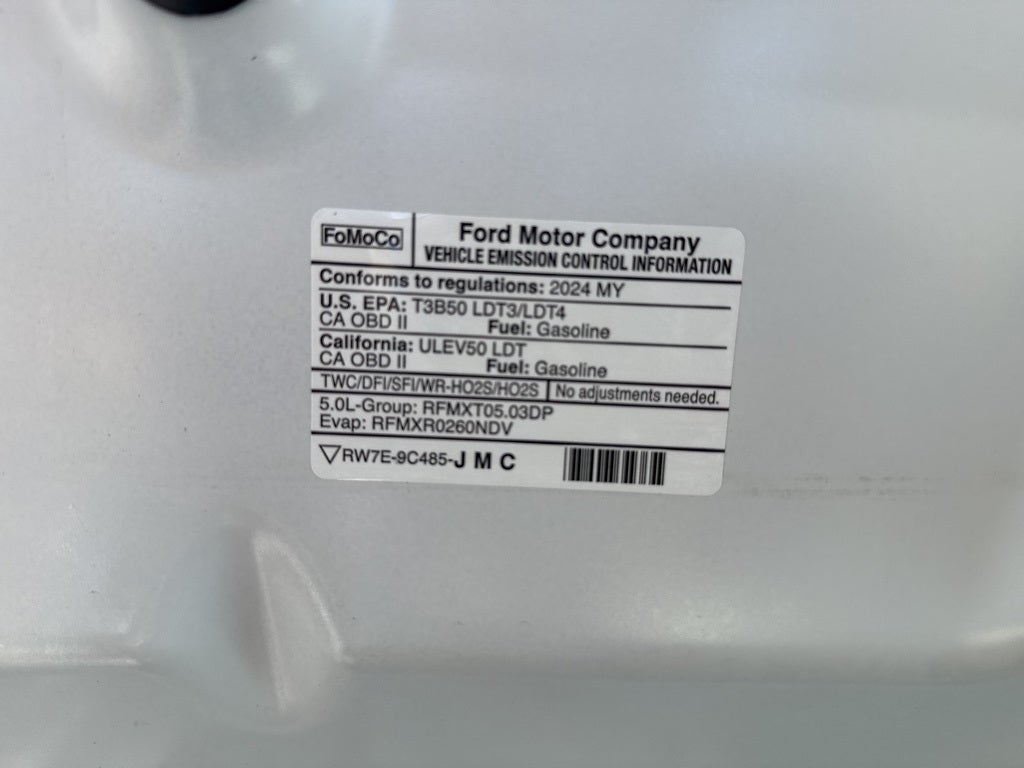 FoMoCo
Ford Motor Company
VEHICLE EMISSION CONTROL INFORMATION
Conforms to regulations: 2024 MY
U.S. EPA: T3B50 LDT3/LDT4
CA OBD II Fuel: Gasoline
California: ULEV50 LDT
CA OBD II Fuel: Gasoline
TWC/DFI/SFI/WR-HO2S/HO2S No adjustments needed.
5.0L-Group: RFMXT05.03DP
Evap: RFMXR0260NDV
▽RW7E-9C485-J M C